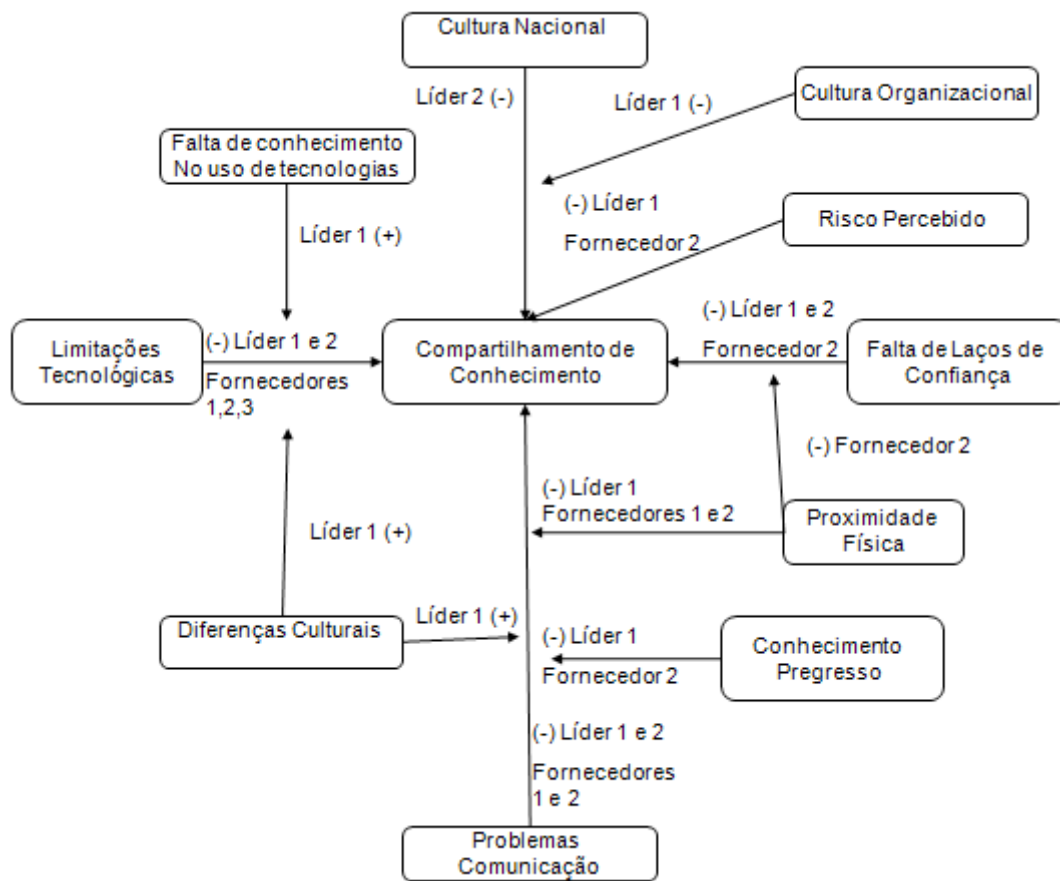 Cultura Nacional
Líder 2 (-)
Líder 1 (-)
Cultura Organizacional
Falta de conhecimento
No uso de tecnologias
(-) Líder 1
Fornecedor 2
Risco Percebido
Líder 1 (+)
Limitações
Tecnológicas
(-) Líder 1 e 2
Fornecedores
1,2,3
Compartilhamento de
Conhecimento
(-) Líder 1 e 2
Fornecedor 2
Falta de Laços de
Confiança
(-) Fornecedor 2
(-) Líder 1
Fornecedores 1 e 2
Proximidade
Física
Líder 1 (+)
Diferenças Culturais
Líder 1 (+)
(-) Líder 1
Fornecedor 2
Conhecimento
Pregresso
(-) Líder 1 e 2
Fornecedores
1 e 2
Problemas
Comunicação